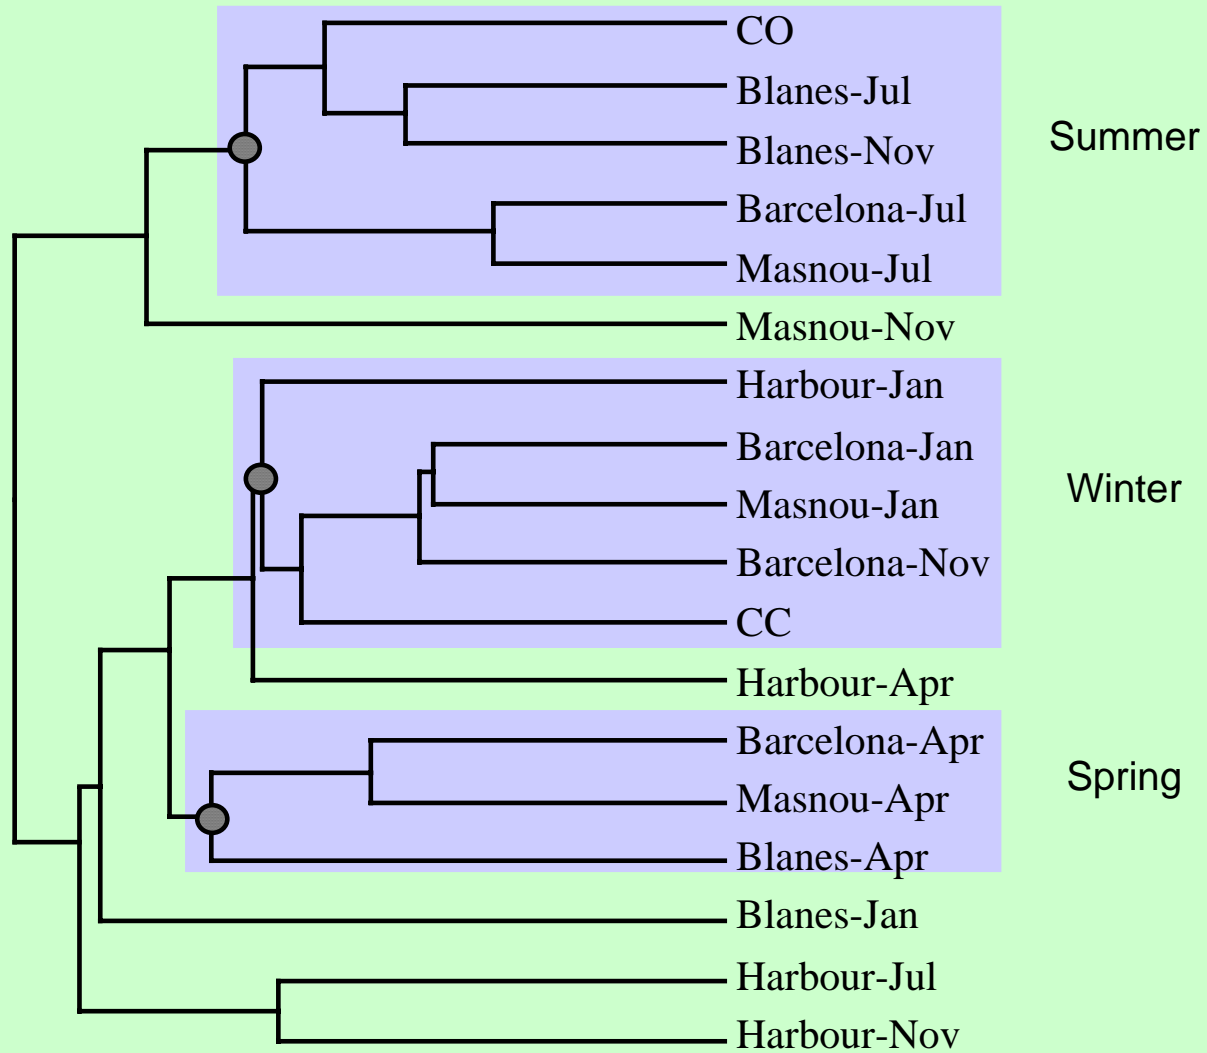 CO
Blanes-Jul
Summer
Blanes-Nov
Barcelona-Jul
Masnou-Jul
Masnou-Nov
Harbour-Jan
Barcelona-Jan
Winter
Masnou-Jan
Barcelona-Nov
CC
Harbour-Apr
Barcelona-Apr
Spring
Masnou-Apr
Blanes-Apr
Blanes-Jan
Harbour-Jul
Harbour-Nov